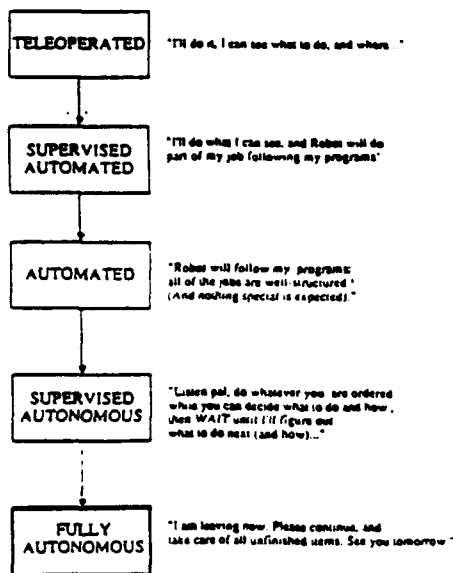 TELEOPERATED
"I'll do it, I can see what to do, and where..."
SUPERVISED
AUTOMATED
"I'll do what I can see, and Robot will do
part of my job following my programs"
AUTOMATED
"Robot will follow my programs;
all of the jobs are well-structured
(And nothing special is expected)."
SUPERVISED
AUTONOMOUS
"Listen pal, do whatever you are ordered
while you can decide what to do and how,
then WAIT until I'll figure out
what to do next (and how)..."
FULLY
AUTONOMOUS
"I am leaving now. Please continue, and
take care of all unfinished items. See you tomorrow"